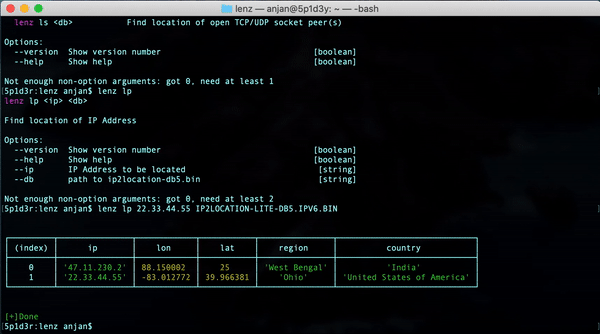 lenz — anjan@5p1d3y: ~ — -bash
lenz ls <db> Find location of open TCP/UDP socket peer(s)
Options:
--version Show version number [boolean]
--help Show help [boolean]
Not enough non-option arguments: got 0, need at least 1
[5p1d3r:lenz anjan$ lenz lp
lenz lp <ip> <db>
Find location of IP Address
Options:
--version Show version number [boolean]
--help Show help [boolean]
--ip IP Address to be located [string]
--db path to ip2location-db5.bin [string]
Not enough non-option arguments: got 0, need at least 2
[5p1d3r:lenz anjan$ lenz lp 22.33.44.55 IP2LOCATION-LITE-DB5.IPV6.BIN
(index) ip lon lat region country
0 '47.11.230.2' 88.150002 25 'West Bengal' 'India'
1 '22.33.44.55' -83.012772 39.966381 'Ohio' 'United States of America'
[+]Done
[5p1d3r:lenz anjan$